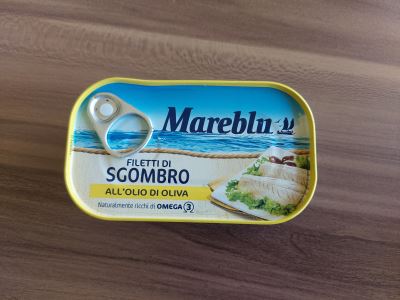 Mareblu
FILETTI DI
SGOMBRO
ALL'OLIO DI OLIVA
Naturalmente ricchi di OMEGA 3